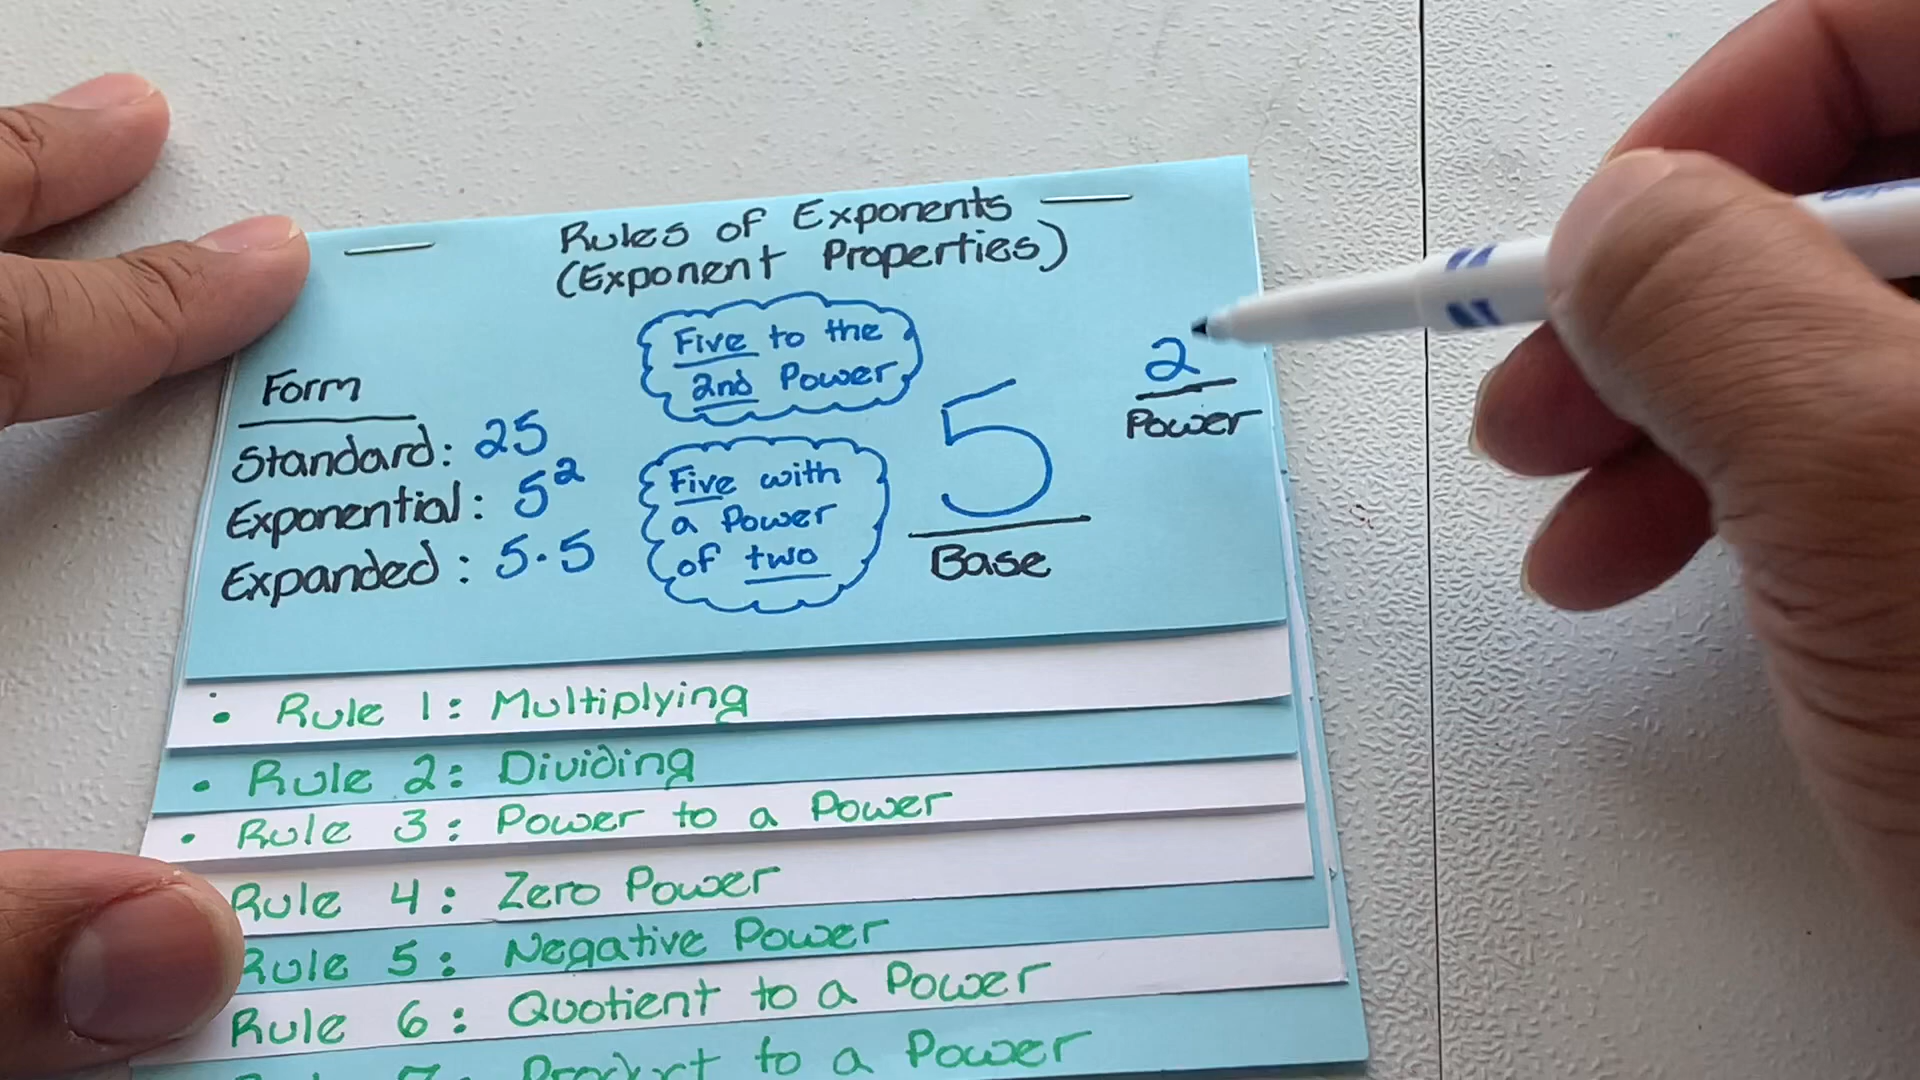 Rules of Exponents
(Exponent Properties)
Form
Standard: 25
Exponential: 5²
Expanded: 5·5
Five to the
2nd Power
Five with
a Power
of two
5
Base
2
Power
• Rule 1: Multiplying
• Rule 2: Dividing
• Rule 3: Power to a Power
Rule 4: Zero Power
Rule 5: Negative Power
Rule 6: Quotient to a Power
Rule 7: Product to a Power